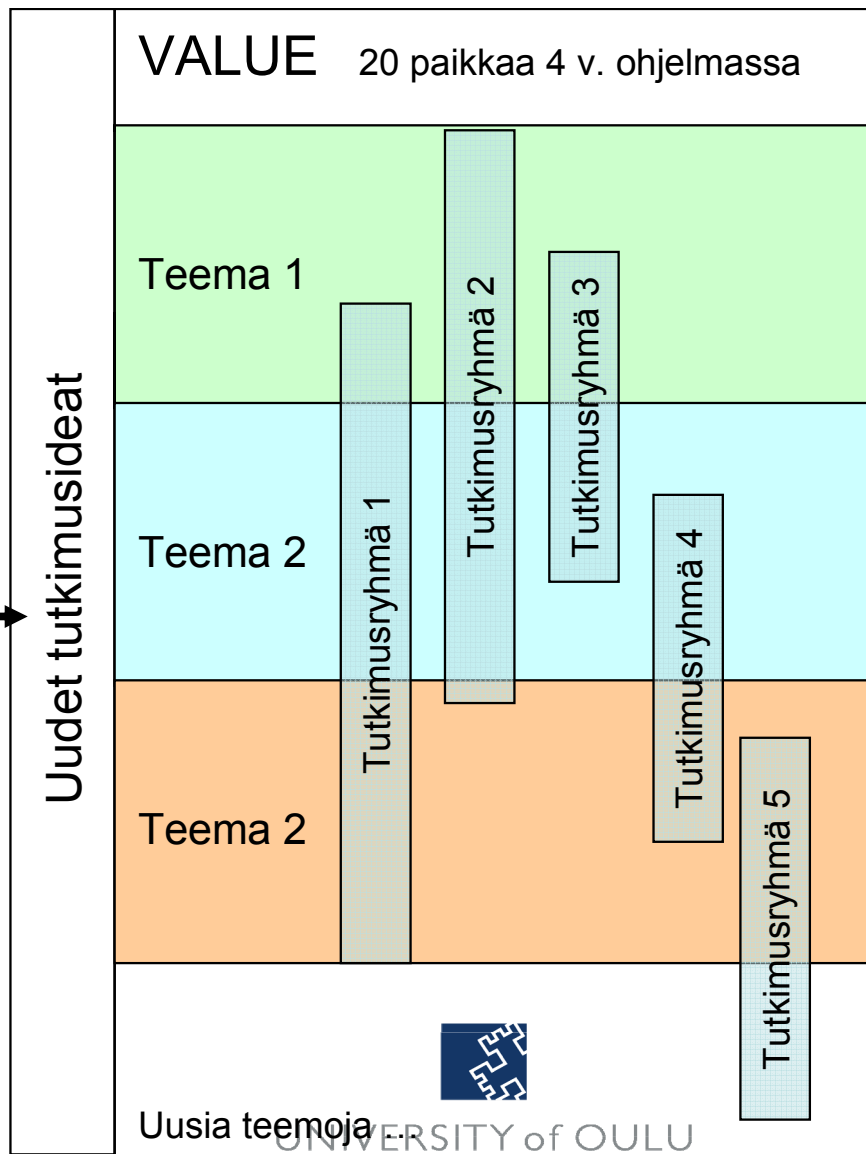 VALUE 20 paikkaa 4 v. ohjelmassa
Uudet tutkimusideat
Teema 1
Teema 2
Teema 2
Tutkimusryhmä 1
Tutkimusryhmä 2
Tutkimusryhmä 3
Tutkimusryhmä 4
Tutkimusryhmä 5
Uusia teemoja ...
UNIVERSITY of OULU